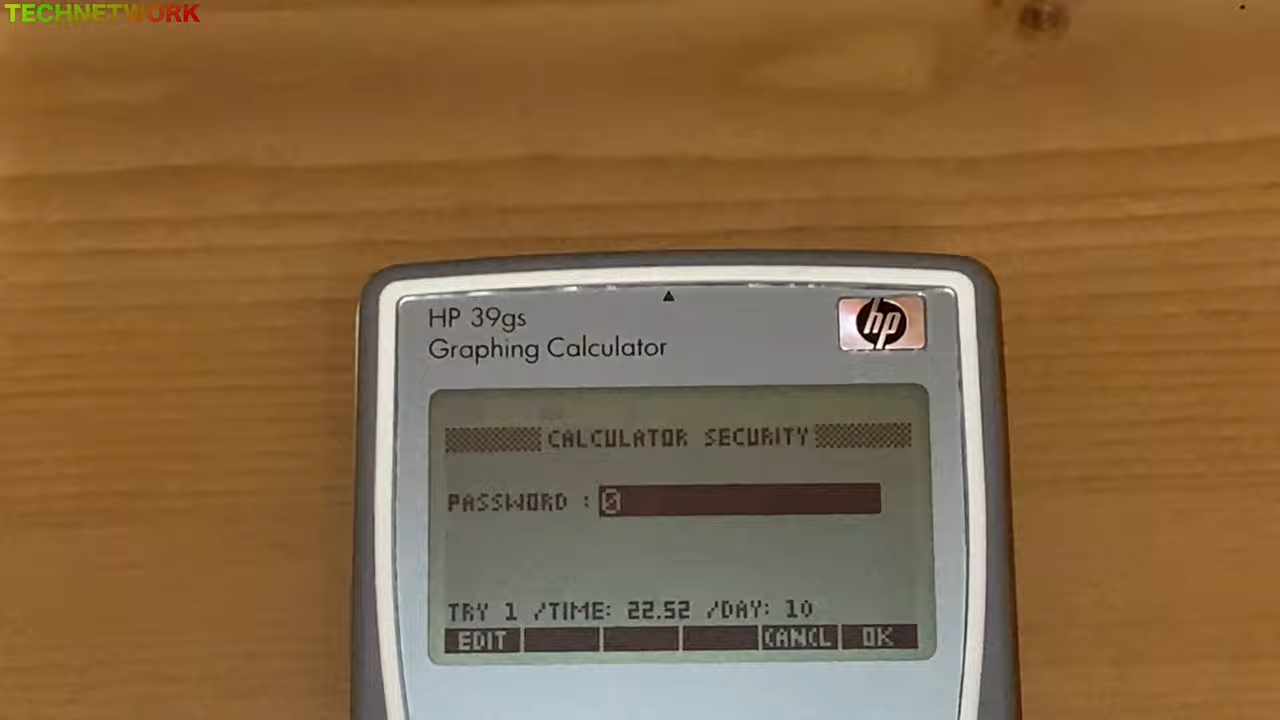 TECHNETWORK
HP 39gs
Graphing Calculator
hp
CALCULATOR SECURITY
PASSWORD : 0
TRY 1 /TIME: 22.52 /DAY: 10
EDIT CANCL OK